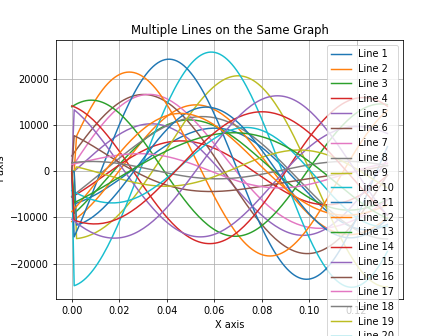 Multiple Lines on the Same Graph
20000
10000
0
−10000
−20000
0.00 0.02 0.04 0.06 0.08 0.10
X axis
Line 1
Line 2
Line 3
Line 4
Line 5
Line 6
Line 7
Line 8
Line 9
Line 10
Line 11
Line 12
Line 13
Line 14
Line 15
Line 16
Line 17
Line 18
Line 19
Line 20